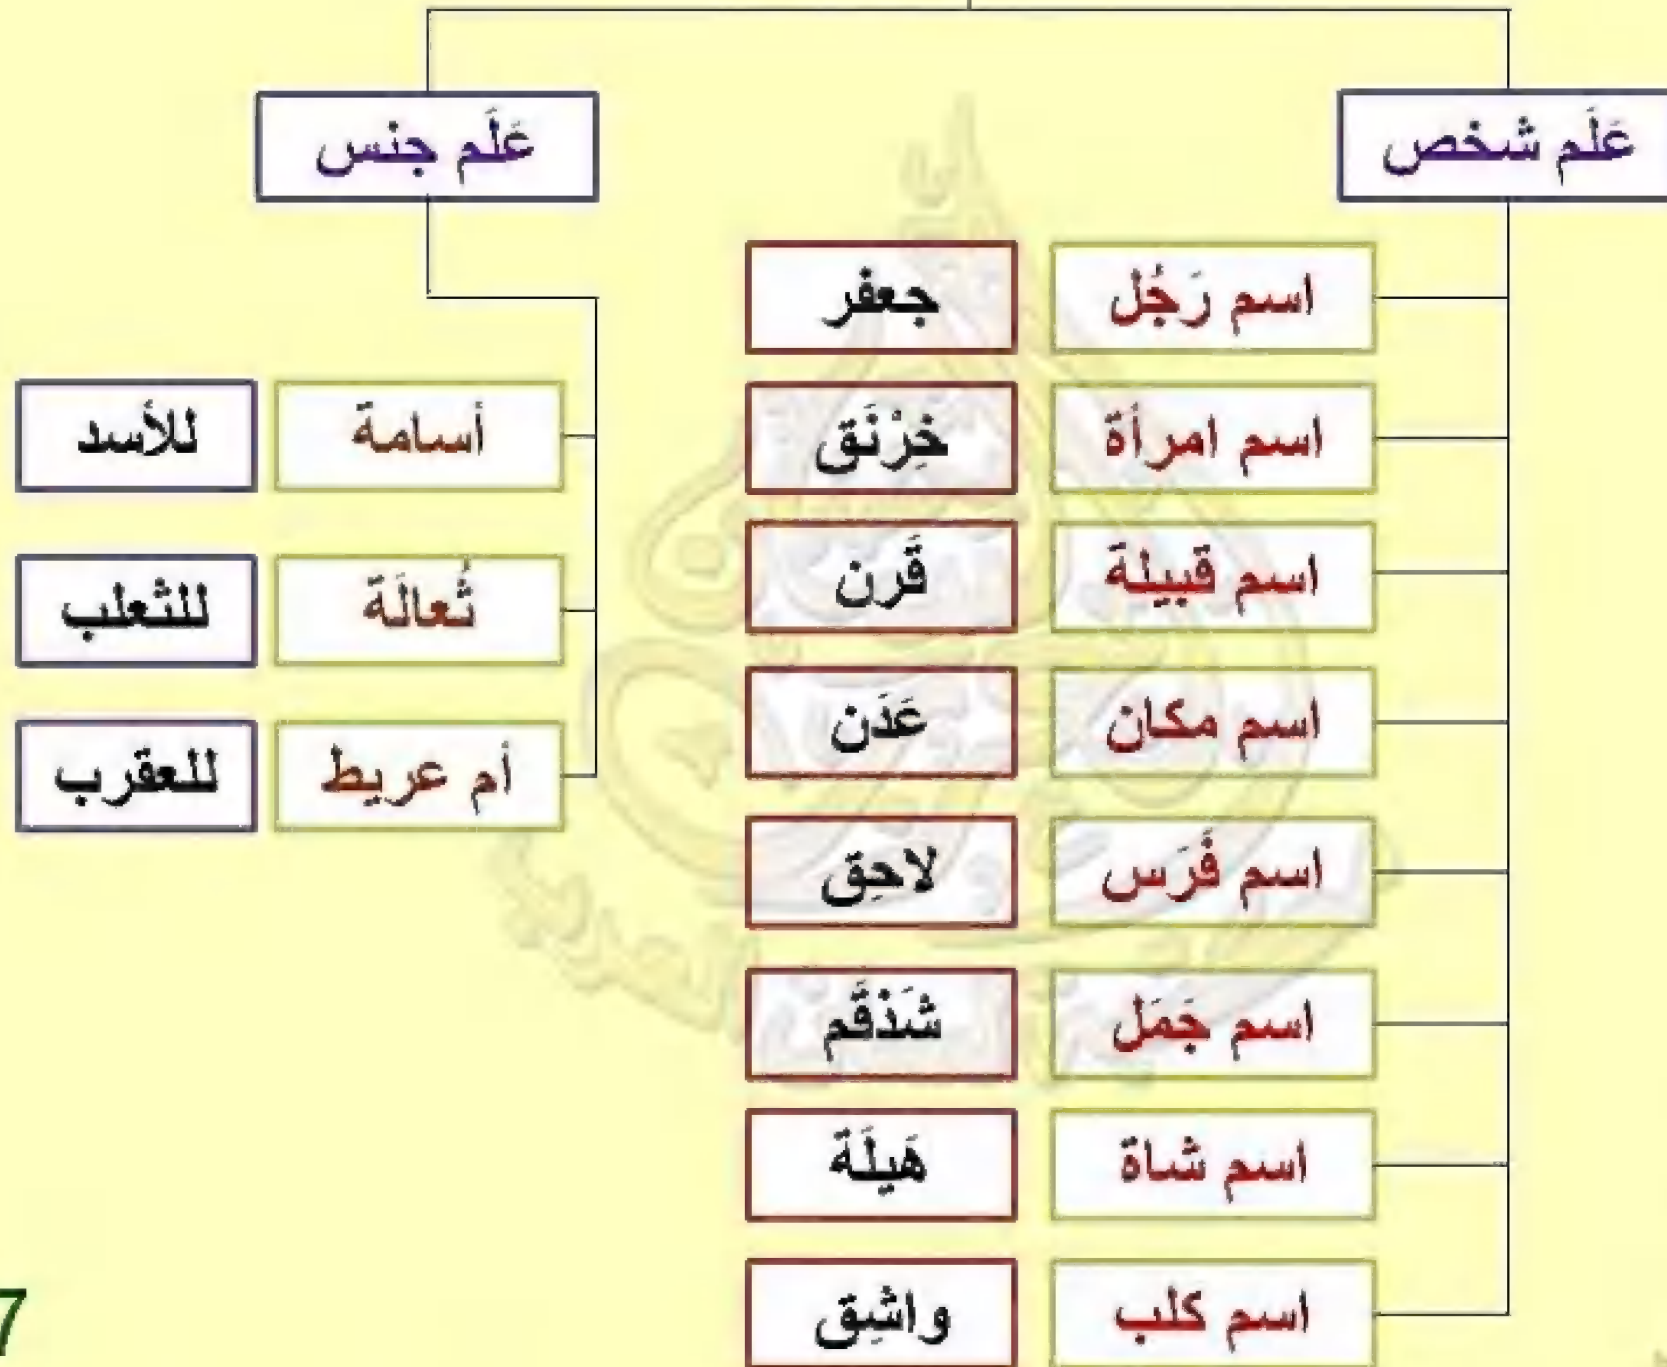 عَلَم شخص
اسم رَجُل جعفر
اسم امرأة خِرْنَق
اسم قبيلة قَرن
اسم مكان عَدَن
اسم فَرَس لاحِق
اسم جَمَل شَذْقَم
اسم شاة هَيلَة
اسم كلب واشِق
عَلَم جنس
أسامة للأسد
ثُعالَة للثعلب
أم عريط للعقرب
7